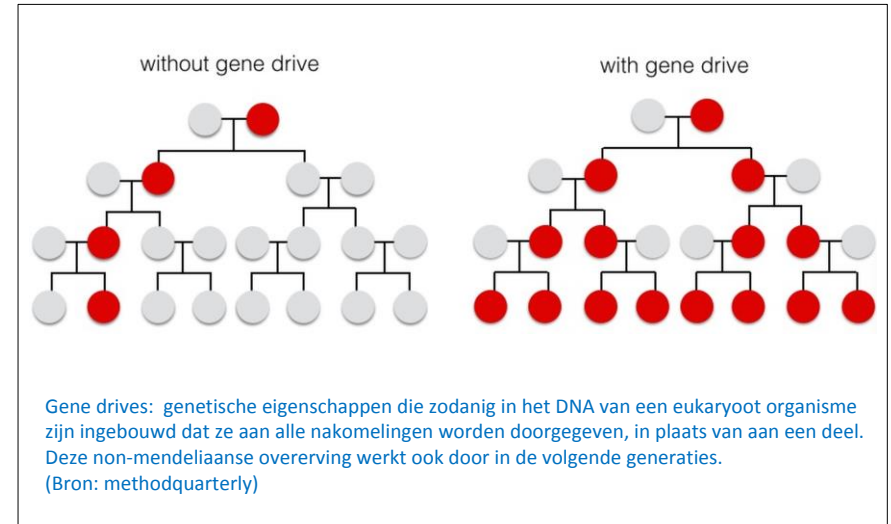 without gene drive
with gene drive
Gene drives: genetische eigenschappen die zodanig in het DNA van een eukaryoot organisme
zijn ingebouwd dat ze aan alle nakomelingen worden doorgegeven, in plaats van aan een deel.
Deze non-mendeliaanse overerving werkt ook door in de volgende generaties.
(Bron: methodquarterly)